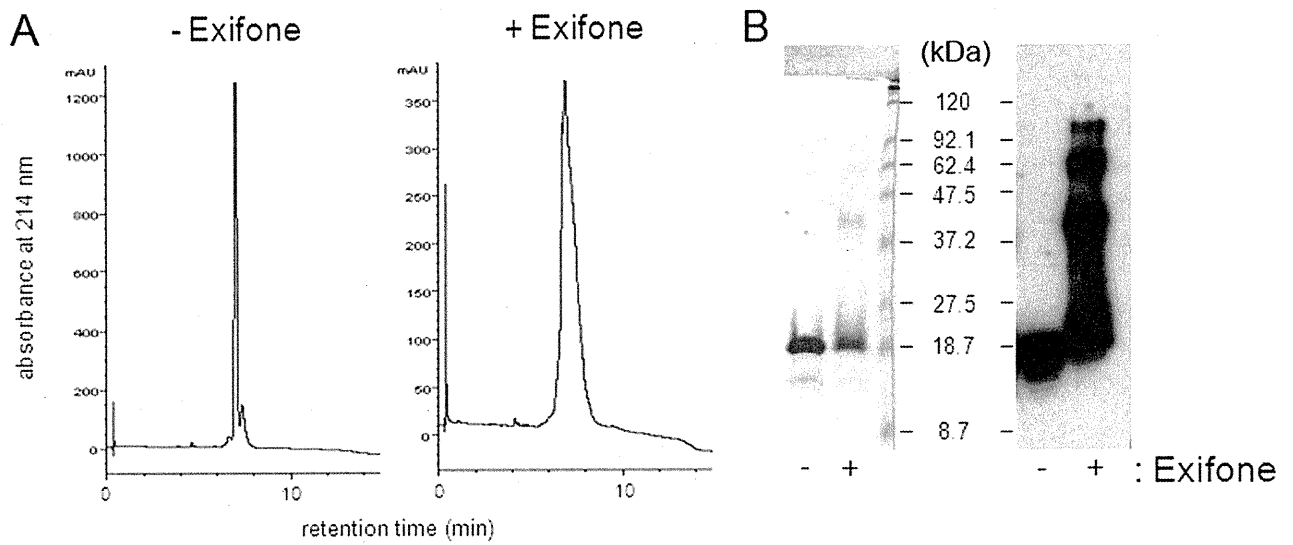 A
- Exifone
+ Exifone
absorbance at 214 nm
mAU
1200
1000
800
600
400
200
0
0
10
mAU
350
300
250
200
150
100
50
0
0
10
retention time (min)
B
(kDa)
120
92.1
62.4
47.5
37.2
27.5
18.7
8.7
- + - + : Exifone